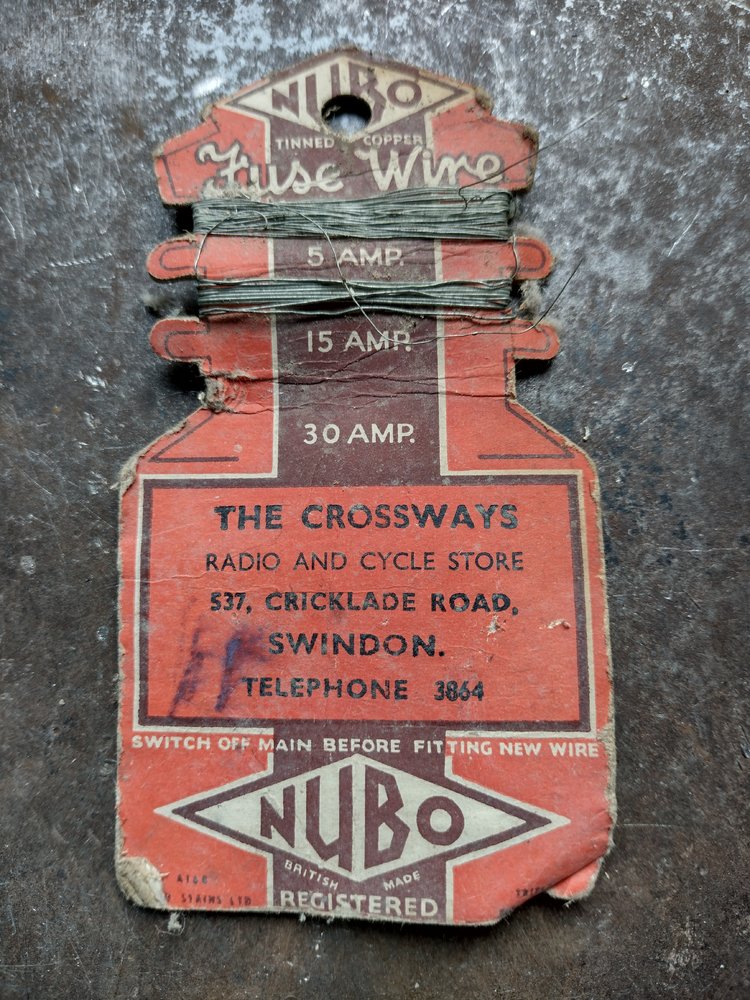 NUBO
TINNED COPPER
Fuse Wire
5 AMP.
15 AMP.
30 AMP.
THE CROSSWAYS
RADIO AND CYCLE STORE
537, CRICKLADE ROAD,
SWINDON.
TELEPHONE 3864
SWITCH OFF MAIN BEFORE FITTING NEW WIRE
NUBO
BRITISH MADE
REGISTERED